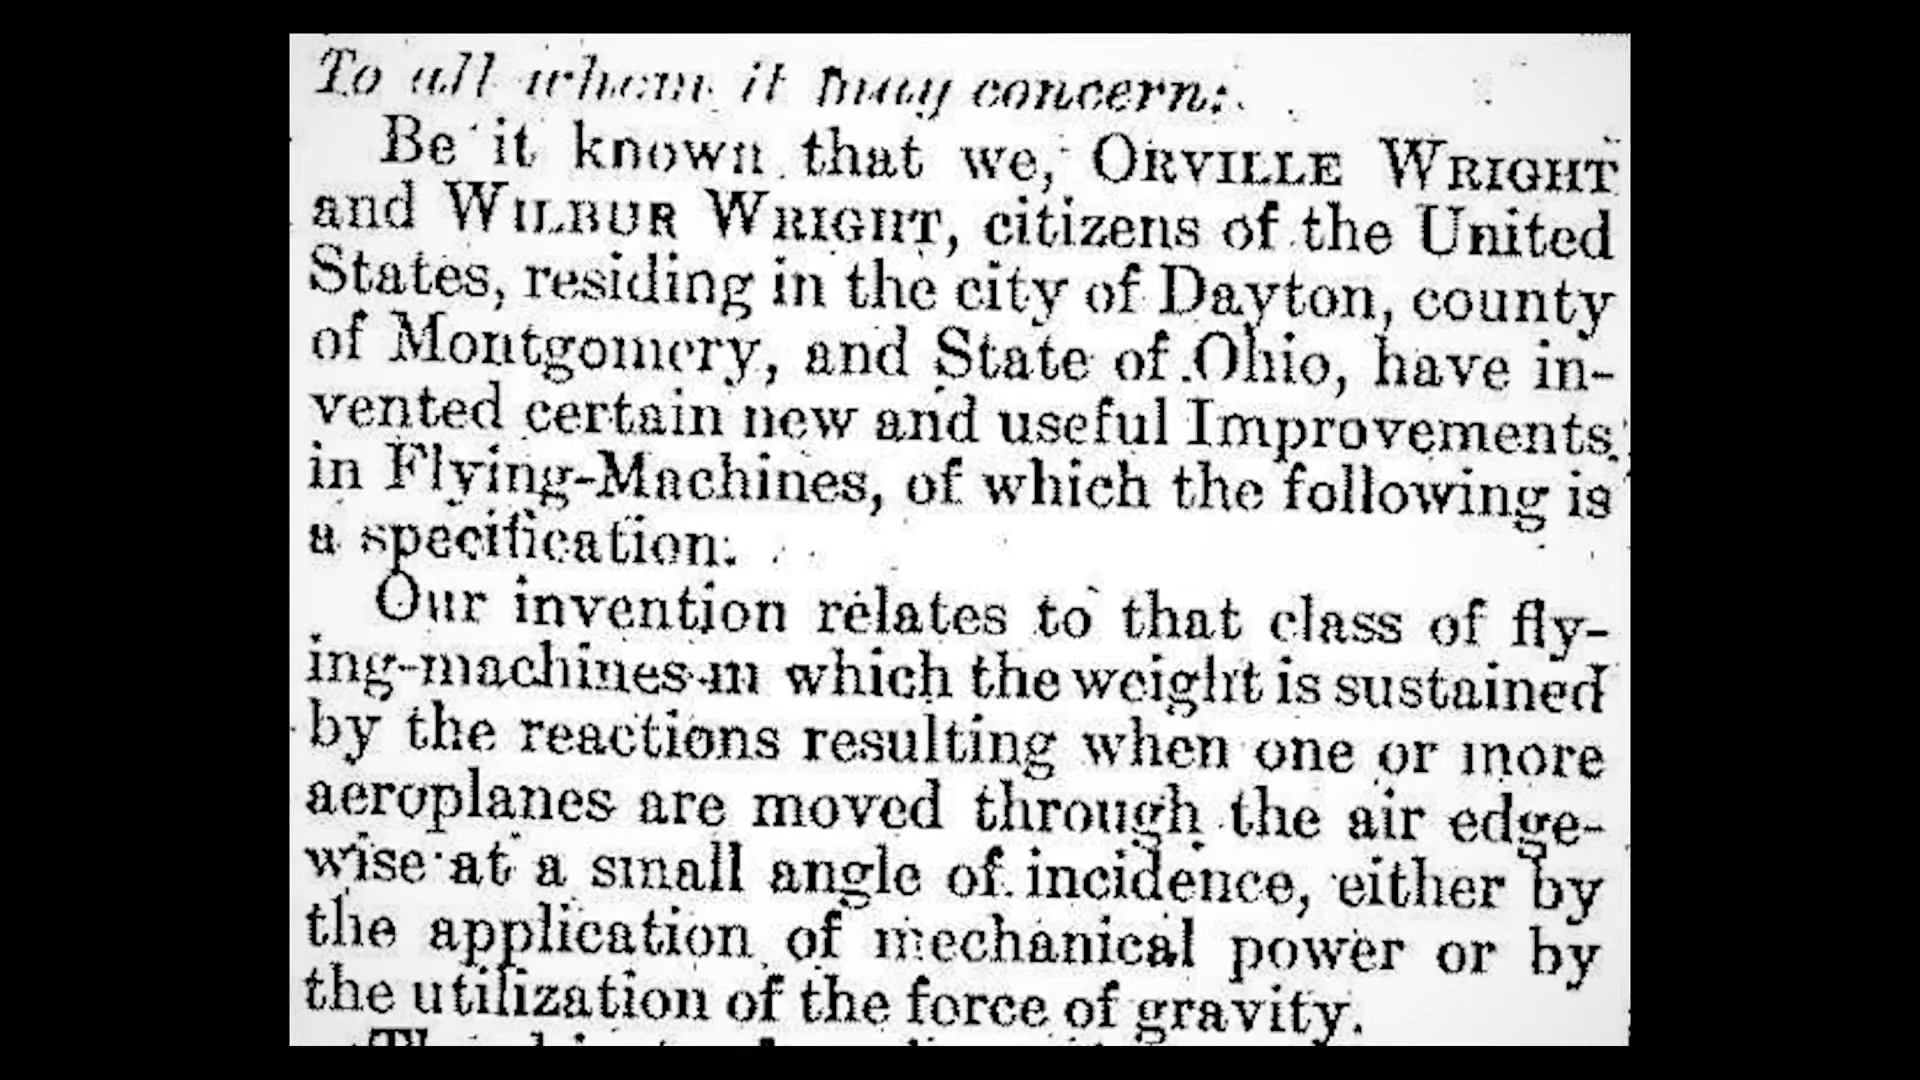 To all whom it may concern:
Be it known that we, ORVILLE WRIGHT
and WILBUR WRIGHT, citizens of the United
States, residing in the city of Dayton, county
of Montgomery, and State of Ohio, have in-
vented certain new and useful Improvements
in Flying-Machines, of which the following is
a specification.
Our invention relates to that class of fly-
ing-machines in which the weight is sustained
by the reactions resulting when one or more
aeroplanes are moved through the air edge-
wise at a small angle of incidence, either by
the application of mechanical power or by
the utilization of the force of gravity.